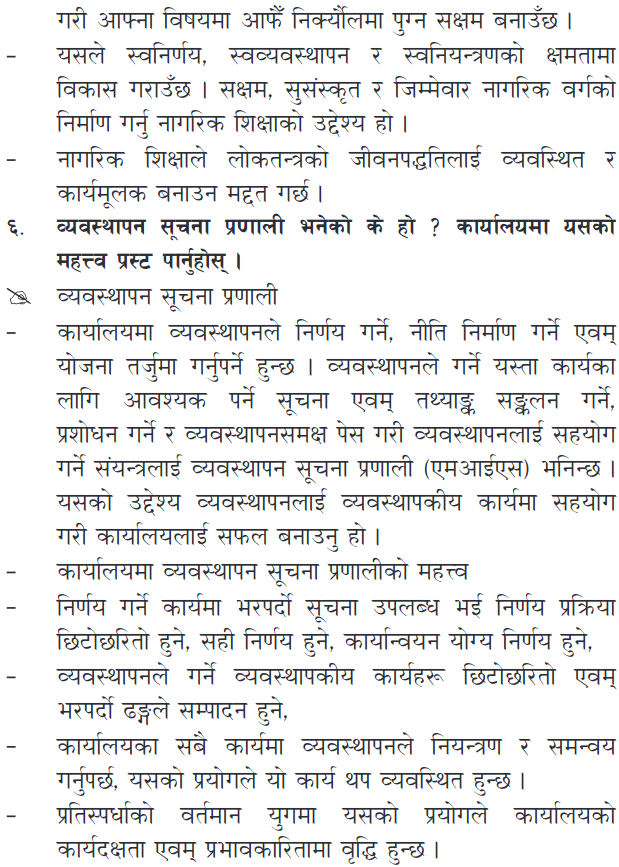 गरी आफ्ना विषयमा आफैँ निर्क्यौलमा पुग्न सक्षम बनाउँछ ।
– यसले स्वनिर्णय, स्वव्यवस्थापन र स्वनियन्त्रणको क्षमतामा
विकास गराउँछ । सक्षम, सुसंस्कृत र जिम्मेवार नागरिक वर्गको
निर्माण गर्नु नागरिक शिक्षाको उद्देश्य हो ।
– नागरिक शिक्षाले लोकतन्त्रको जीवनपद्धतिलाई व्यवस्थित र
कार्यमूलक बनाउन मद्दत गर्छ ।
६. व्यवस्थापन सूचना प्रणाली भनेको के हो ? कार्यालयमा यसको
महत्त्व प्रस्ट पार्नुहोस् ।
व्यवस्थापन सूचना प्रणाली
– कार्यालयमा व्यवस्थापनले निर्णय गर्ने, नीति निर्माण गर्ने एवम्
योजना तर्जुमा गर्नुपर्ने हुन्छ । व्यवस्थापनले गर्ने यस्ता कार्यका
लागि आवश्यक पर्ने सूचना एवम् तथ्याङ्क सङ्कलन गर्ने,
प्रशोधन गर्ने र व्यवस्थापनसमक्ष पेस गरी व्यवस्थापनलाई सहयोग
गर्ने संयन्त्रलाई व्यवस्थापन सूचना प्रणाली (एमआईएस) भनिन्छ ।
यसको उद्देश्य व्यवस्थापनलाई व्यवस्थापकीय कार्यमा सहयोग
गरी कार्यालयलाई सफल बनाउनु हो ।
– कार्यालयमा व्यवस्थापन सूचना प्रणालीको महत्त्व
– निर्णय गर्ने कार्यमा भरपर्दो सूचना उपलब्ध भई निर्णय प्रक्रिया
छिटोछरितो हुने, सही निर्णय हुने, कार्यान्वयन योग्य निर्णय हुने,
– व्यवस्थापनले गर्ने व्यवस्थापकीय कार्यहरू छिटोछरितो एवम्
भरपर्दो ढङ्गले सम्पादन हुने,
– कार्यालयका सबै कार्यमा व्यवस्थापनले नियन्त्रण र समन्वय
गर्नुपर्छ, यसको प्रयोगले यो कार्य थप व्यवस्थित हुन्छ ।
– प्रतिस्पर्धाको वर्तमान युगमा यसको प्रयोगले कार्यालयको
कार्यदक्षता एवम् प्रभावकारितामा वृद्धि हुन्छ ।